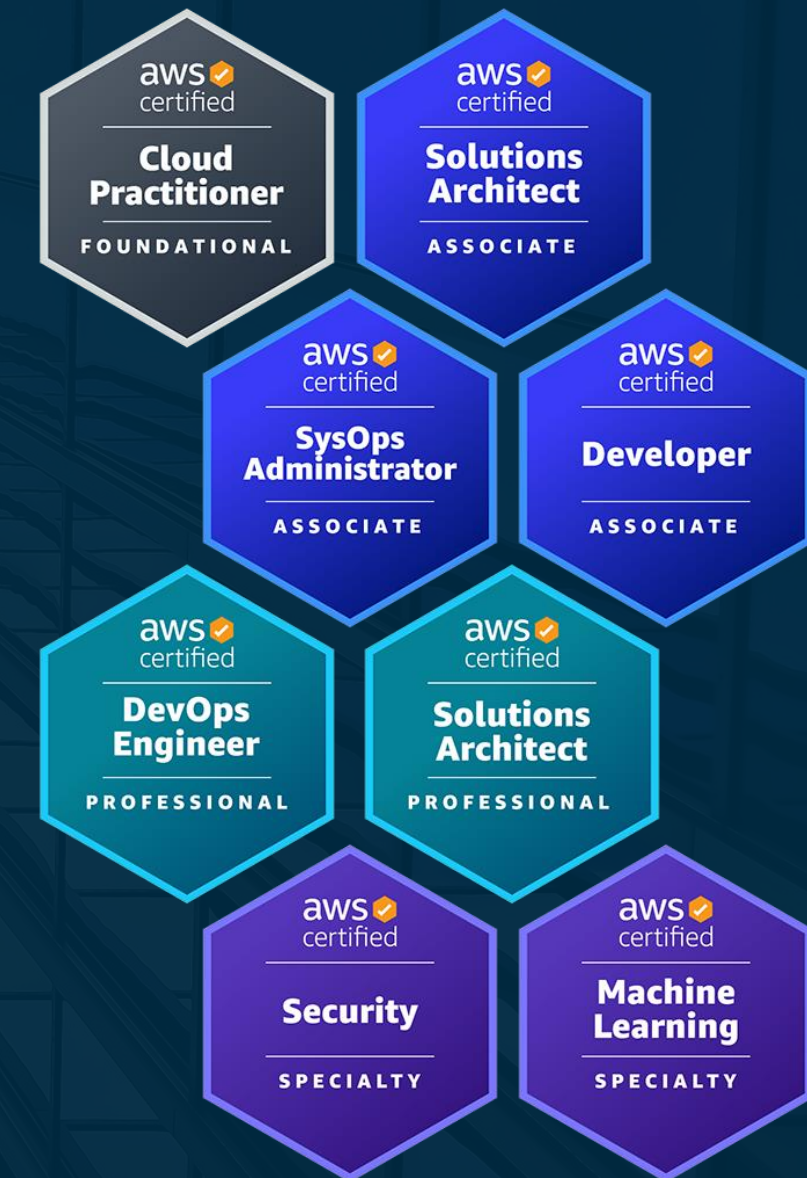 aws
certified
Cloud
Practitioner
FOUNDATIONAL
aws
certified
Solutions
Architect
ASSOCIATE
aws
certified
SysOps
Administrator
ASSOCIATE
aws
certified
Developer
ASSOCIATE
aws
certified
DevOps
Engineer
PROFESSIONAL
aws
certified
Solutions
Architect
PROFESSIONAL
aws
certified
Security
SPECIALTY
aws
certified
Machine
Learning
SPECIALTY